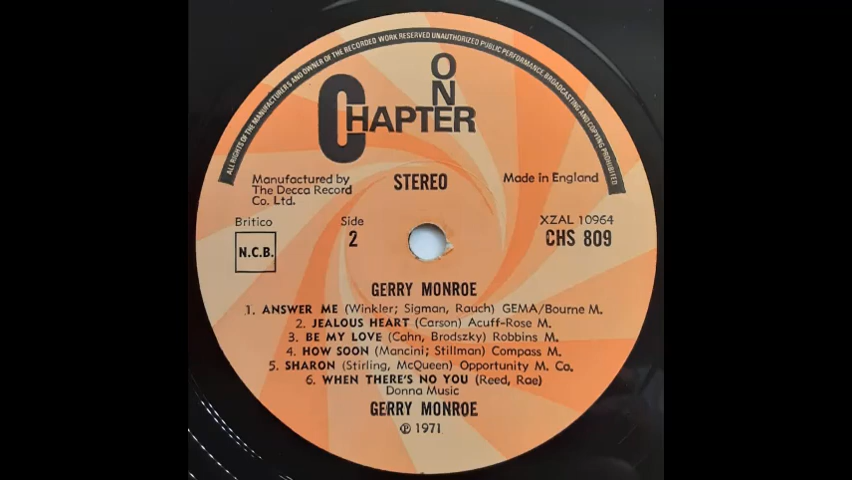 ALL RIGHTS OF THE MANUFACTURERS AND OWNER OF THE RECORDED WORK RESERVED UNAUTHORIZED PUBLIC PERFORMANCE BROADCASTING AND COPYING PROHIBITED
CHAPTER ONE
Manufactured by
The Decca Record
Co. Ltd.
STEREO
Made in England
Britico
N.C.B.
Side
2
XZAL 10964
CHS 809
GERRY MONROE
1. ANSWER ME (Winkler; Sigman, Rauch) GEMA/Bourne M.
2. JEALOUS HEART (Carson) Acuff-Rose M.
3. BE MY LOVE (Cahn, Brodszky) Robbins M.
4. HOW SOON (Mancini; Stillman) Compass M.
5. SHARON (Stirling, McQueen) Opportunity M. Co.
6. WHEN THERE'S NO YOU (Reed, Rae)
Donna Music
GERRY MONROE
℗ 1971